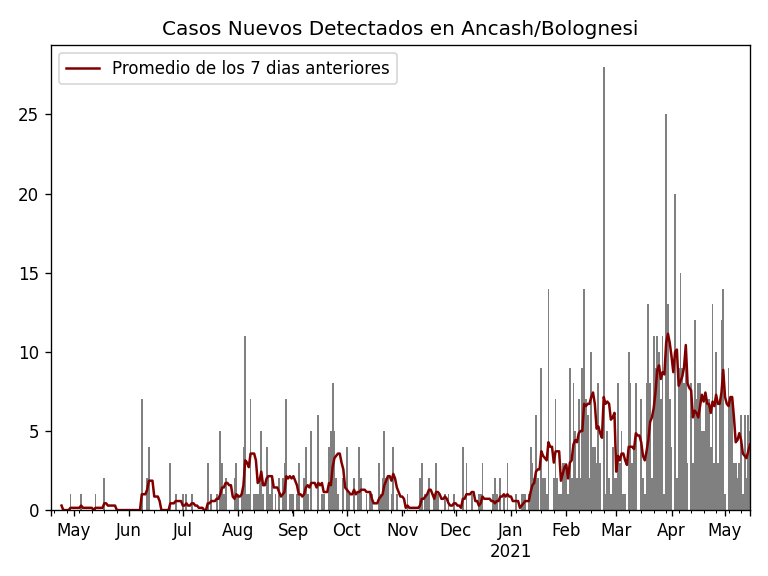 Casos Nuevos Detectados en Ancash/Bolognesi
Promedio de los 7 dias anteriores
25
20
15
10
5
0
May Jun Jul Aug Sep Oct Nov Dec Jan Feb Mar Apr May
2021